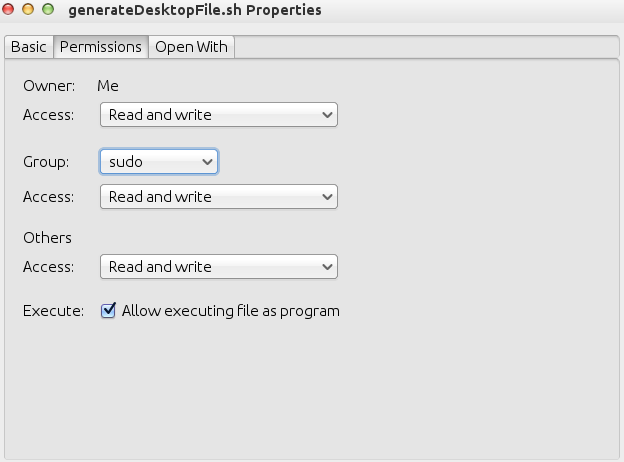 generateDesktopFile.sh Properties
Basic Permissions Open With
Owner: Me
Access: Read and write
Group: sudo
Access: Read and write
Others
Access: Read and write
Execute: Allow executing file as program